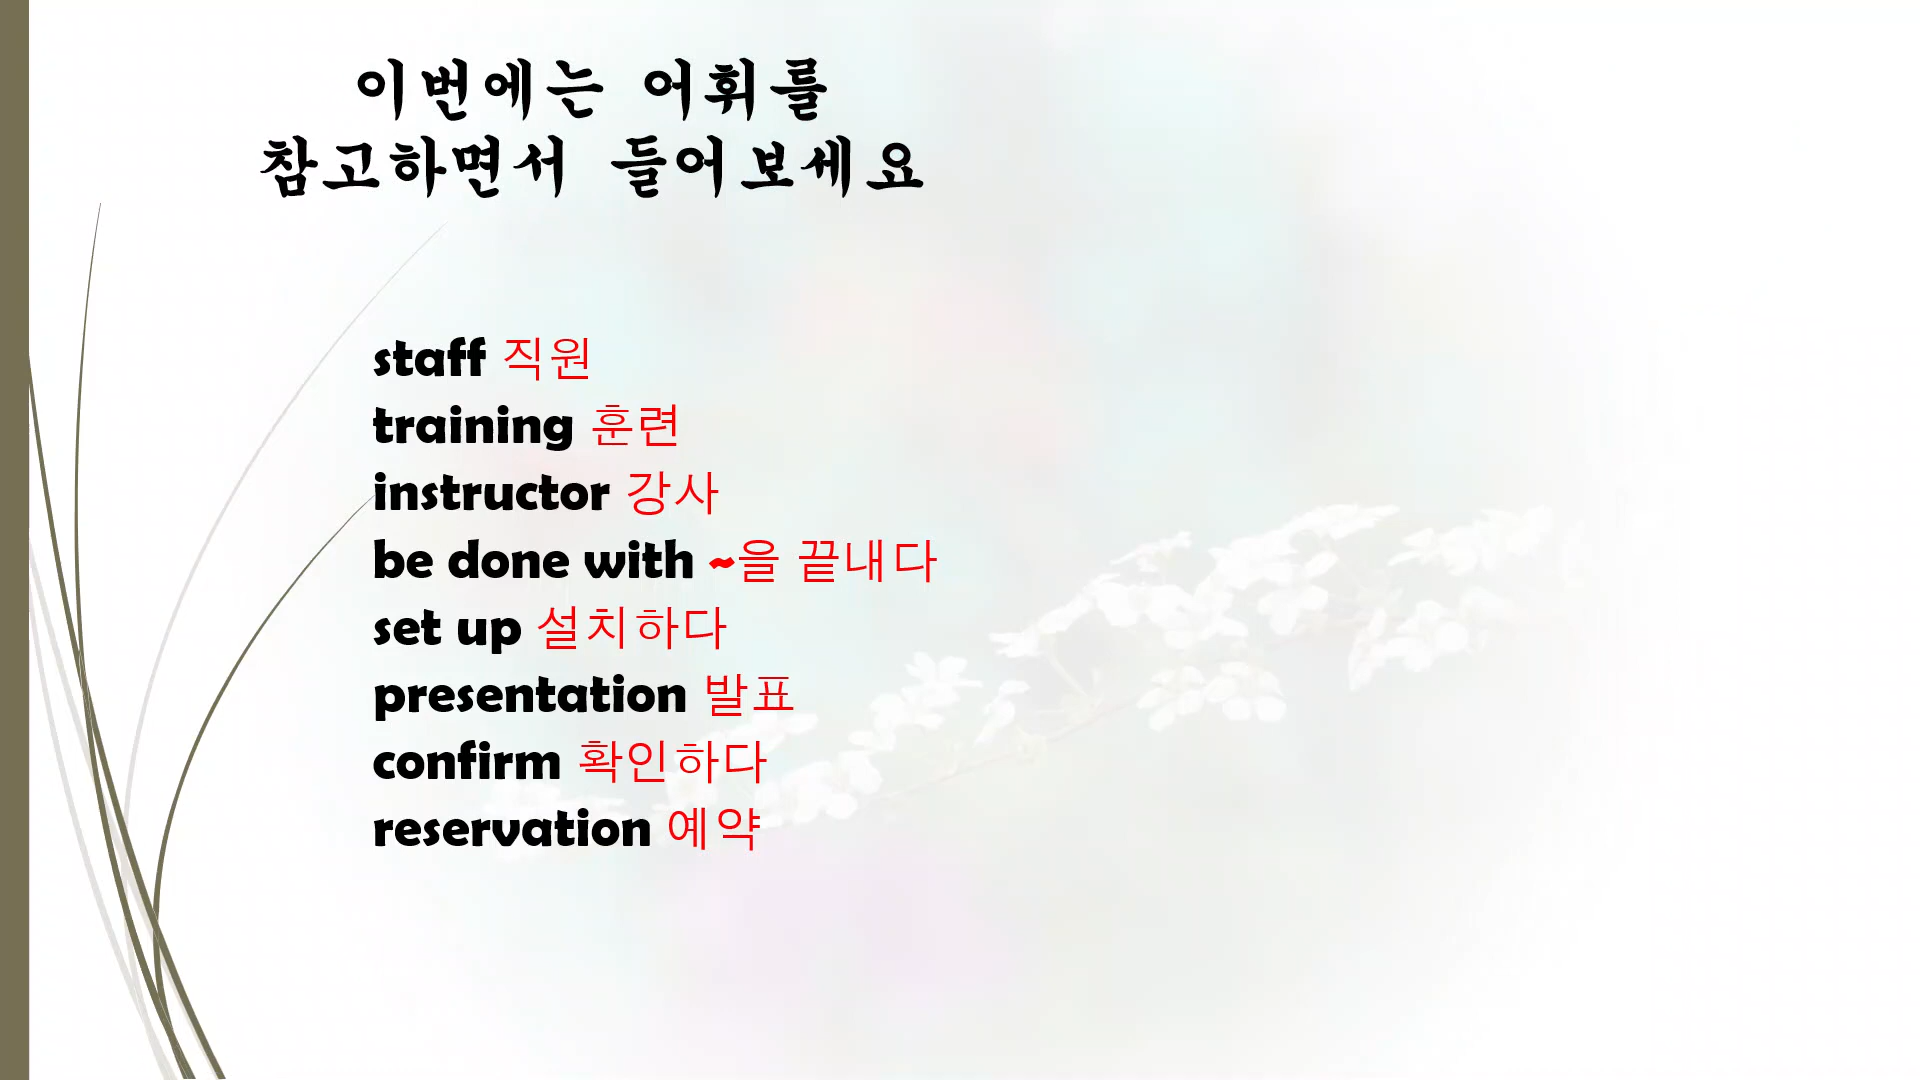 이번에는 어휘를
참고하면서 들어보세요
staff 직원
training 훈련
instructor 강사
be done with ~을 끝내다
set up 설치하다
presentation 발표
confirm 확인하다
reservation 예약